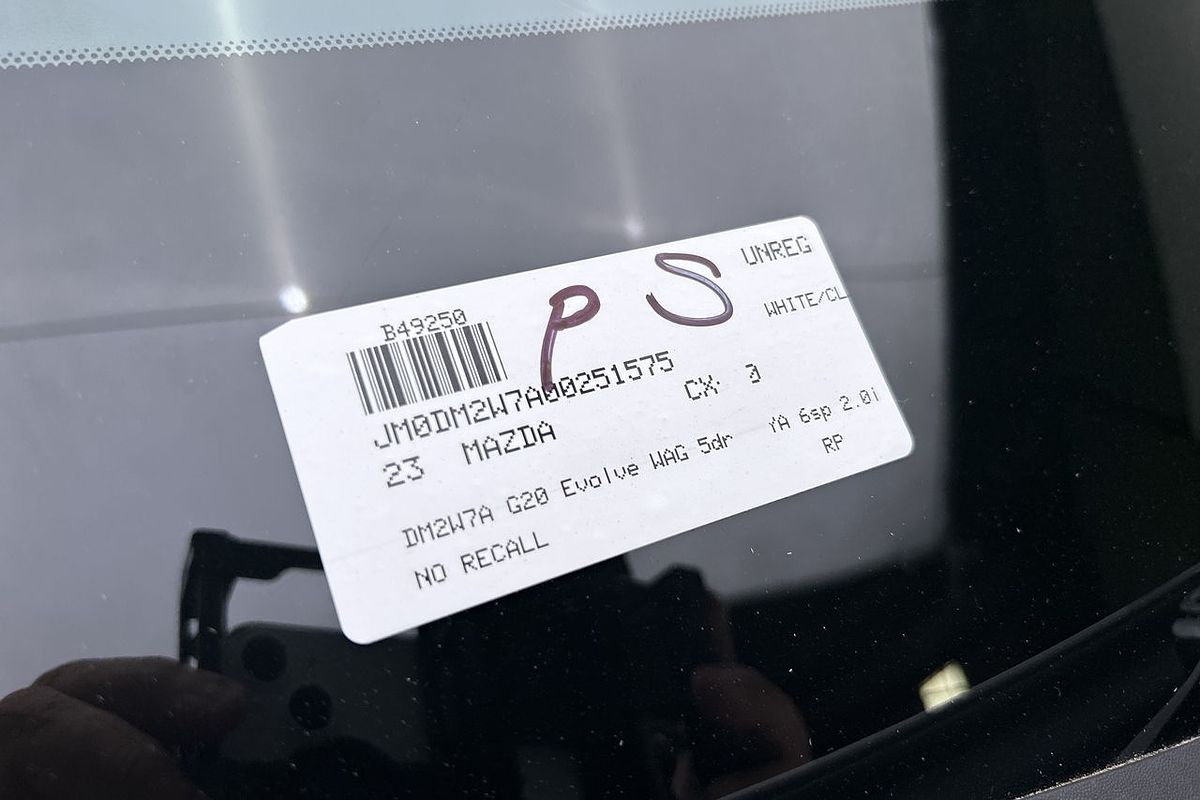 B49250
P S
UNREG
WHITE/CL
JM0DM2W7A00251575
23 MAZDA
CX- 3
DM2W7A G20 Evolve WAG 5dr
YA 6sp 2.0i
RP
NO RECALL